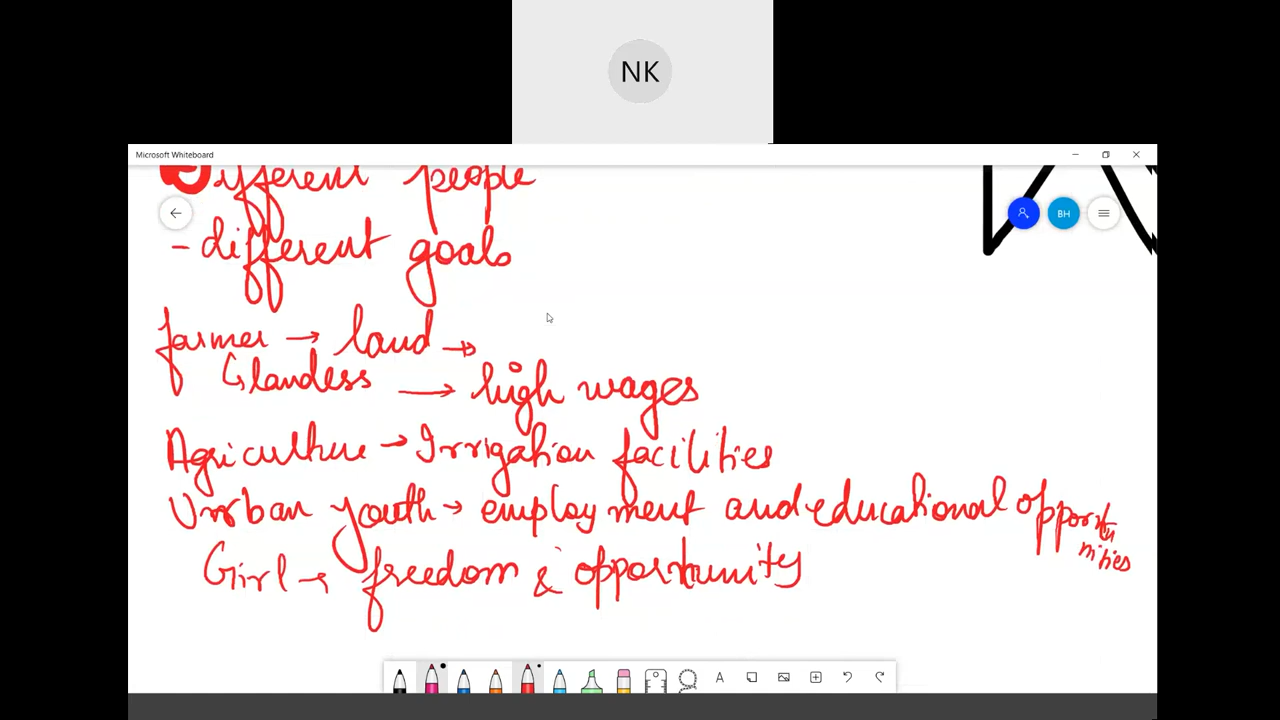 NK
Microsoft Whiteboard
Different people
- different goals
BH
farmer → land →
↳ landless → high wages
Agriculture → Irrigation facilities
Urban youth → employment and educational opportunities
Girl → freedom & opportunity
A